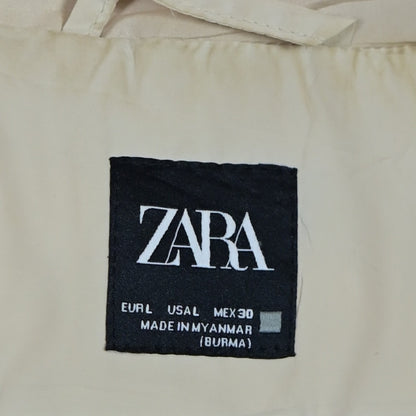 ZARA
EUR L USA L MEX 30
MADE IN MYANMAR
(BURMA)